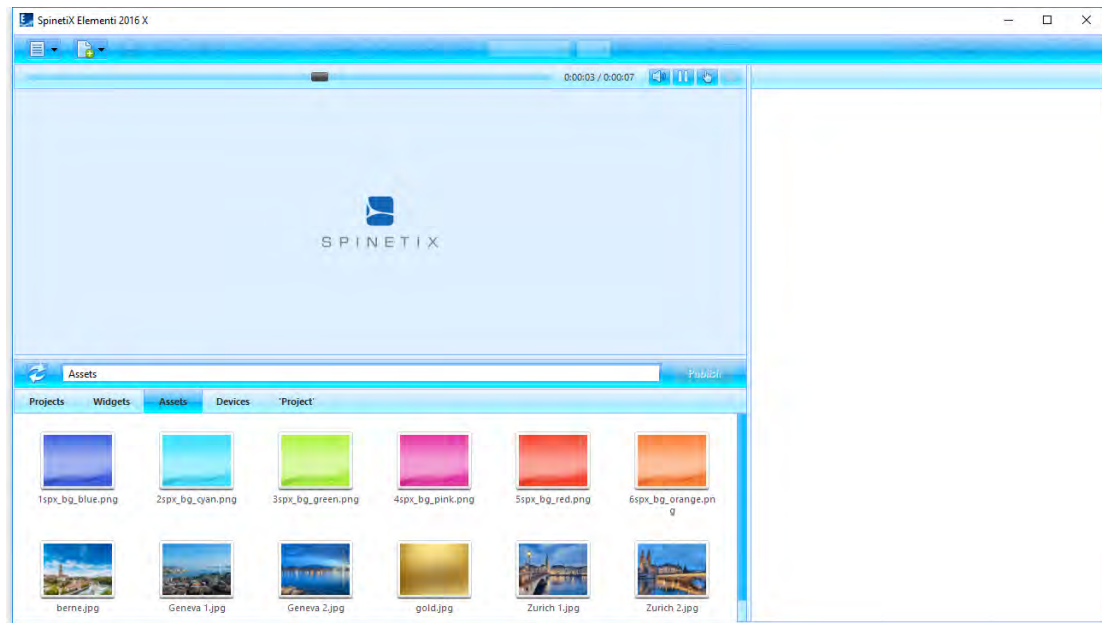 SpinetiX Elementi 2016 X
0:00:03 / 0:00:07
SPINETIX
Assets
Publish
Projects Widgets Assets Devices 'Project'
1spx_bg_blue.png 2spx_bg_cyan.png 3spx_bg_green.png 4spx_bg_pink.png 5spx_bg_red.png 6spx_bg_orange.pn
g
berne.jpg Geneva 1.jpg Geneva 2.jpg gold.jpg Zurich 1.jpg Zurich 2.jpg